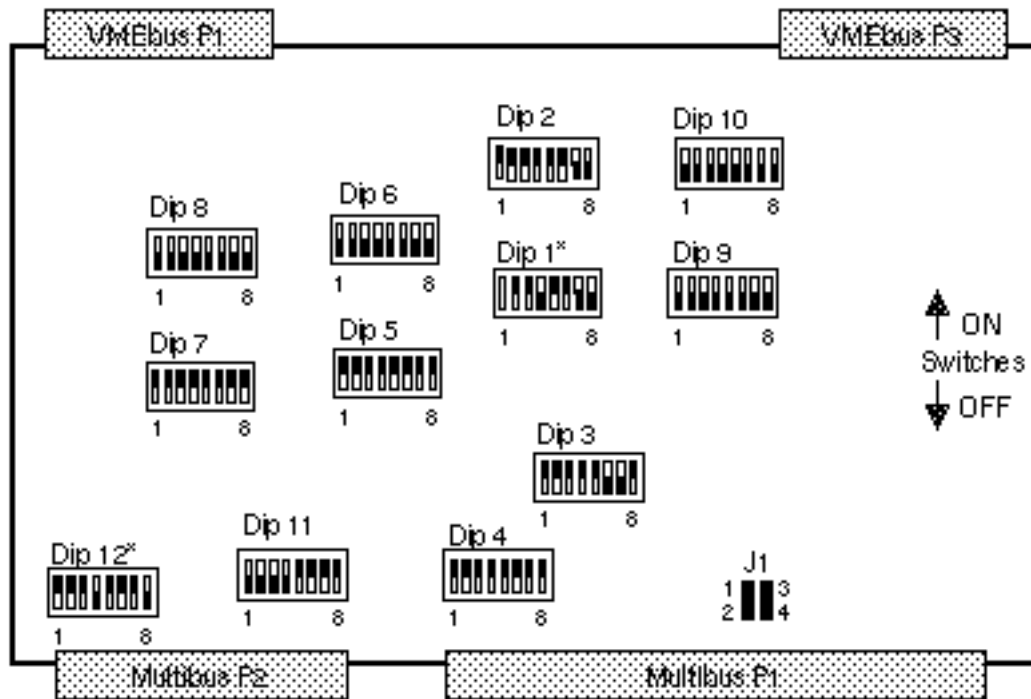 VMEbus P1
VMEbus P3
Dip 2
1 8
Dip 10
1 8
Dip 8
1 8
Dip 6
1 8
Dip 1*
1 8
Dip 9
1 8
ON
Switches
OFF
Dip 7
1 8
Dip 5
1 8
Dip 3
1 8
Dip 12*
1 8
Dip 11
1 8
Dip 4
1 8
J1
1 3
2 4
Multibus P2
Multibus P1